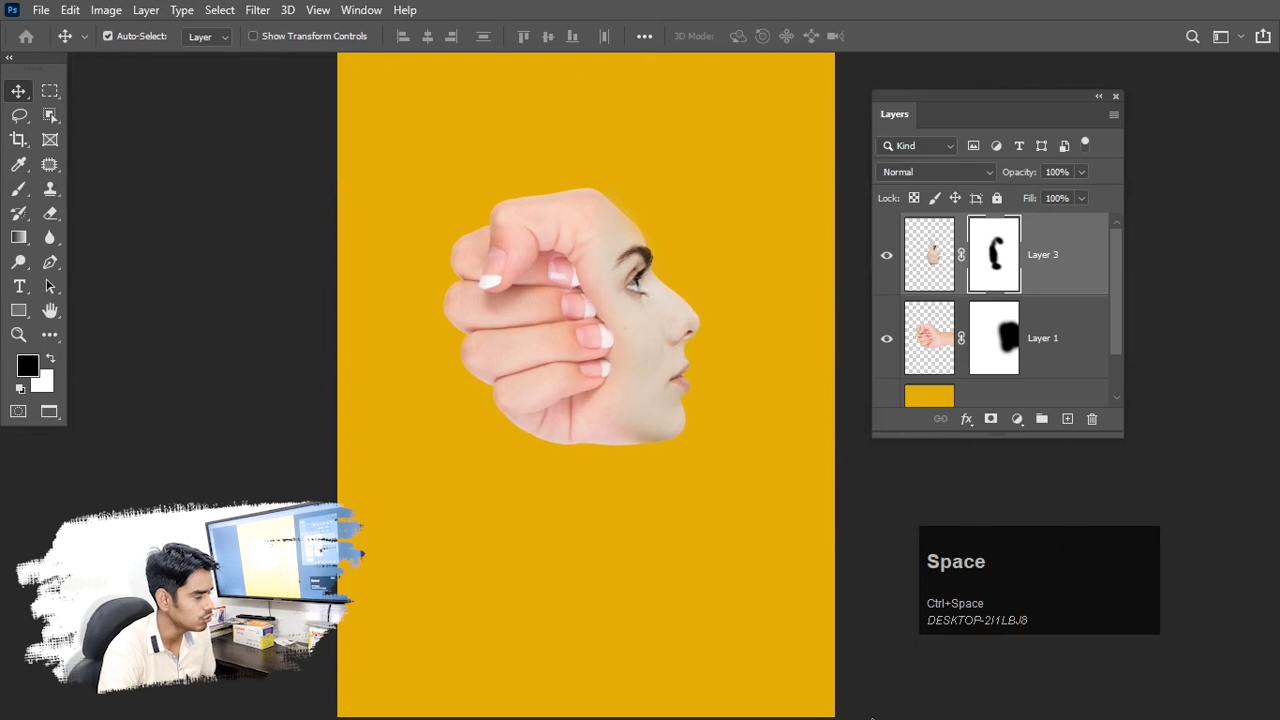 Ps File Edit Image Layer Type Select Filter 3D View Window Help
Auto-Select: Layer Show Transform Controls 3D Mode:
Layers
Kind
Normal Opacity: 100%
Lock: Fill: 100%
Layer 3
Layer 1
fx
Space
Ctrl+Space
DESKTOP-2I1LBJ8